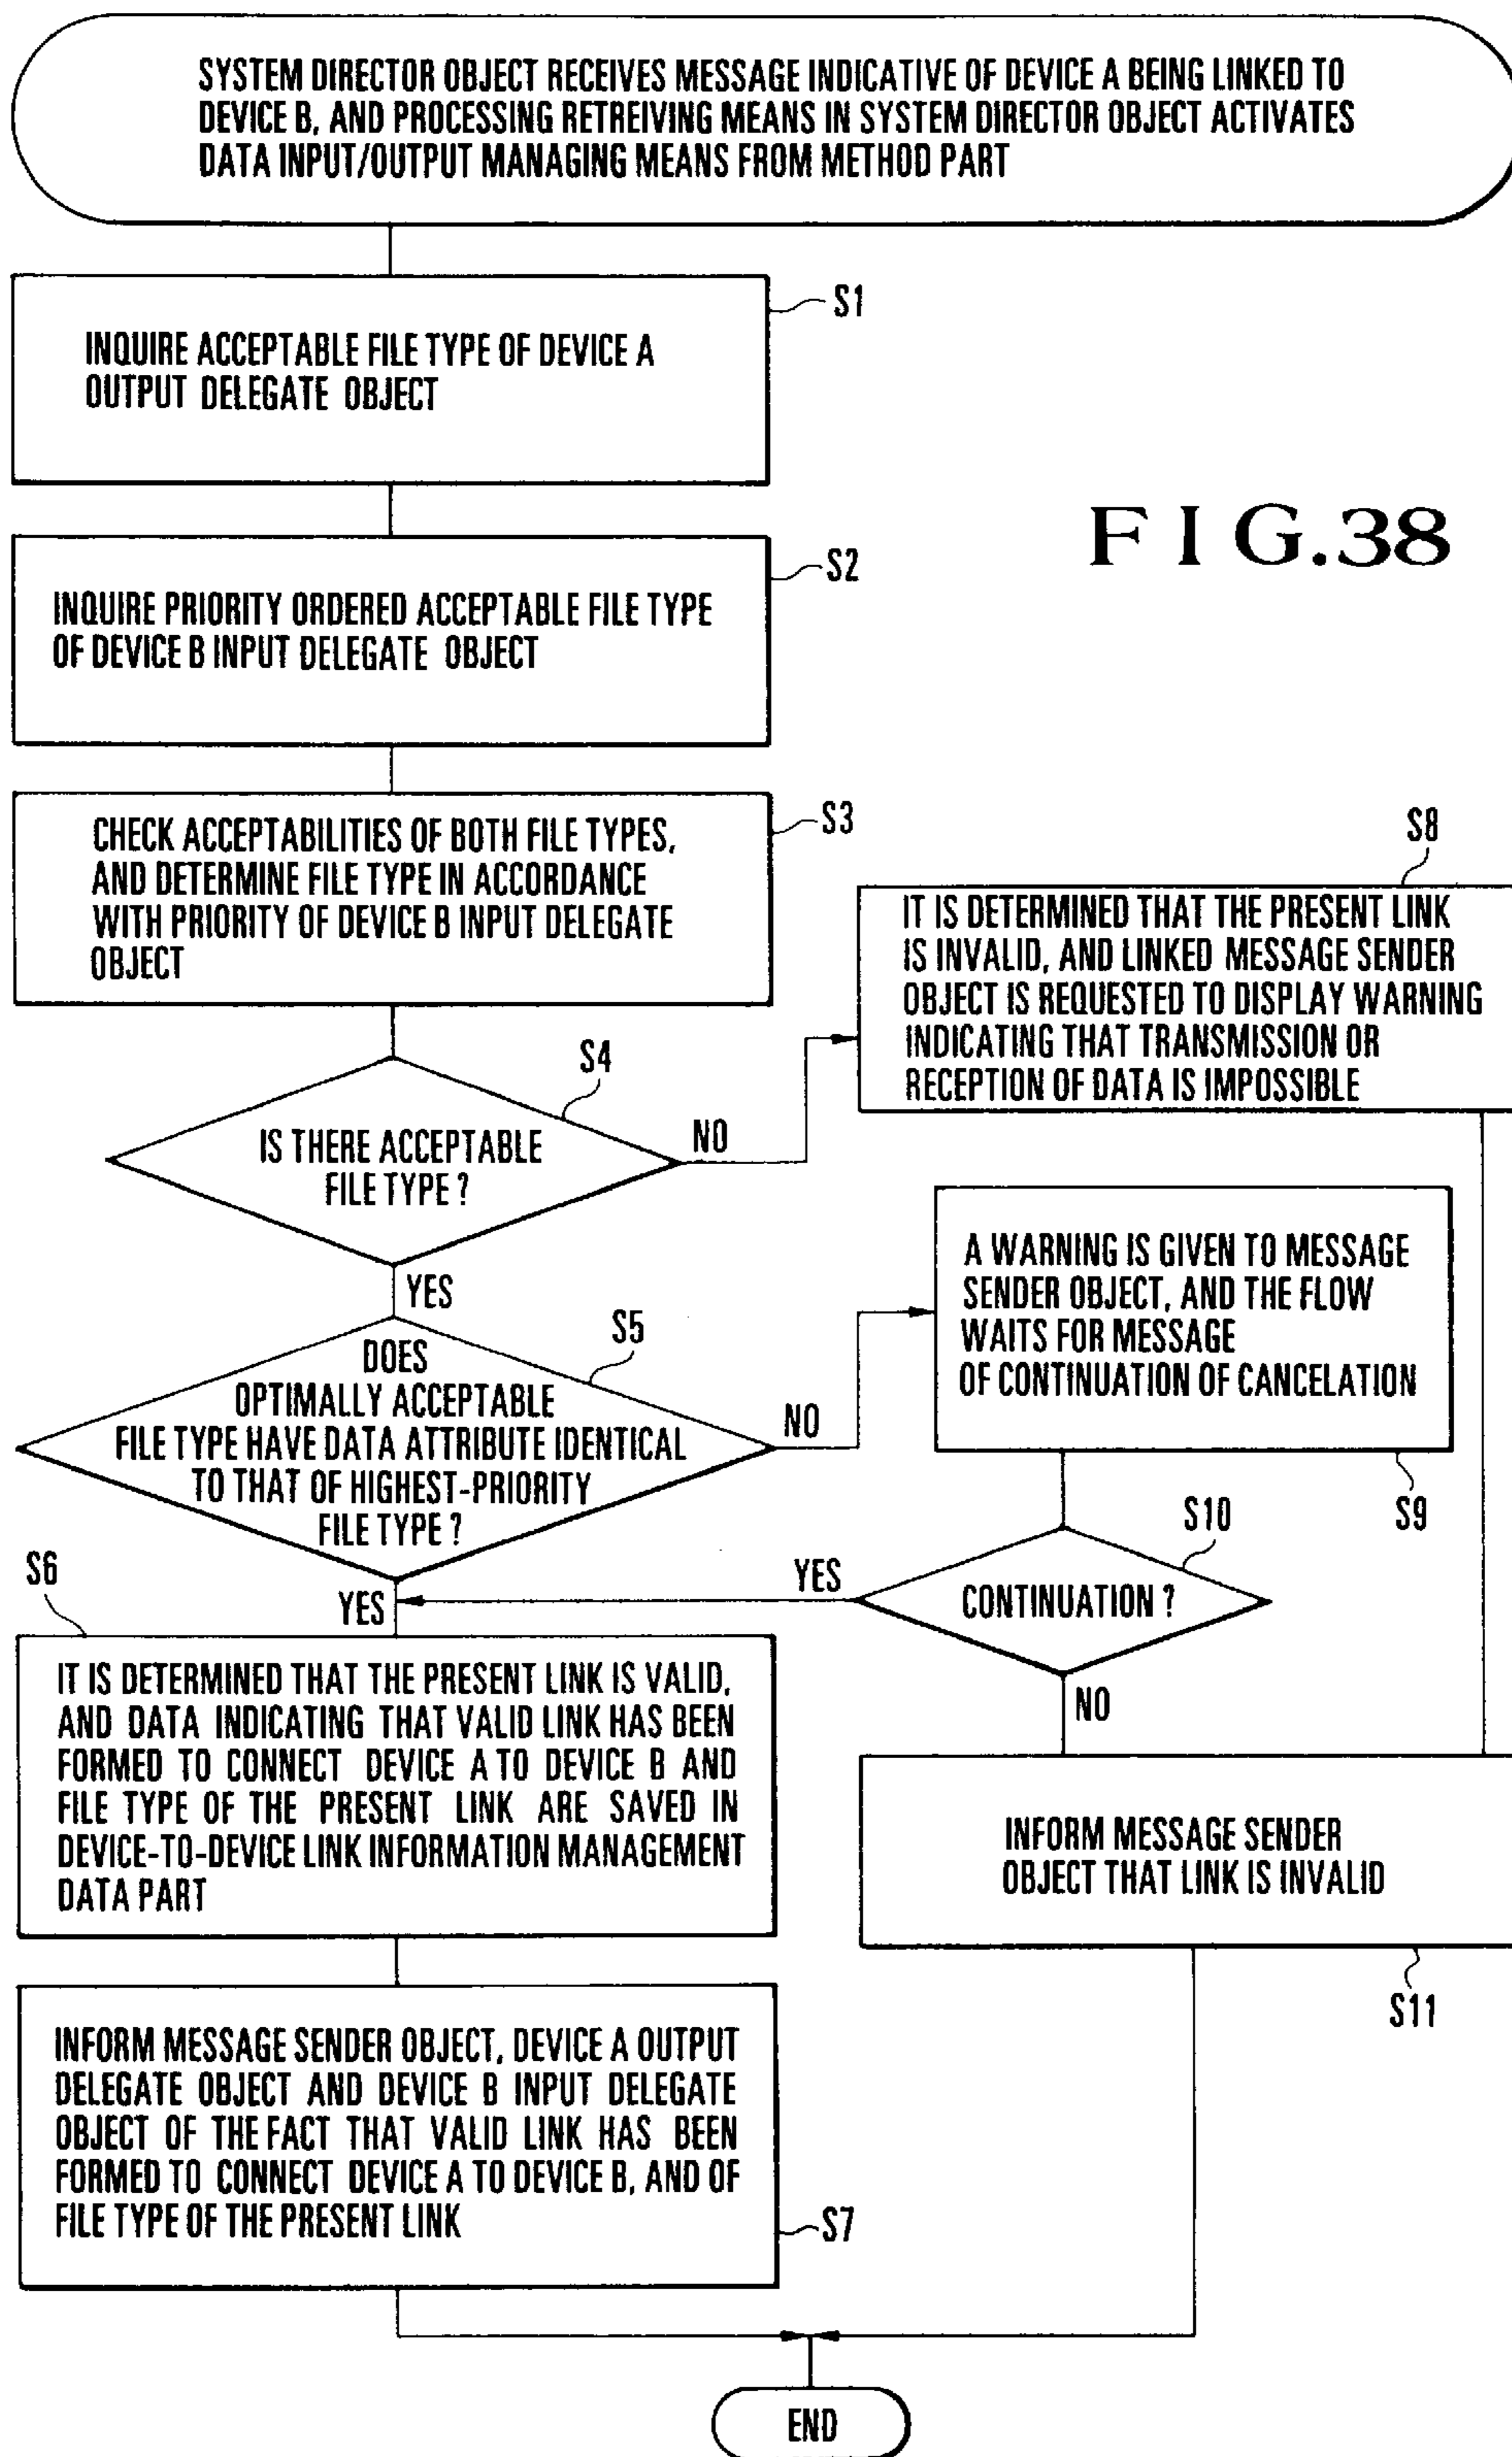 SYSTEM DIRECTOR OBJECT RECEIVES MESSAGE INDICATIVE OF DEVICE A BEING LINKED TO
DEVICE B, AND PROCESSING RETREIVING MEANS IN SYSTEM DIRECTOR OBJECT ACTIVATES
DATA INPUT/OUTPUT MANAGING MEANS FROM METHOD PART
S1
INQUIRE ACCEPTABLE FILE TYPE OF DEVICE A
OUTPUT DELEGATE OBJECT
FIG.38
S2
INQUIRE PRIORITY ORDERED ACCEPTABLE FILE TYPE
OF DEVICE B INPUT DELEGATE OBJECT
S3
CHECK ACCEPTABILITIES OF BOTH FILE TYPES,
AND DETERMINE FILE TYPE IN ACCORDANCE
WITH PRIORITY OF DEVICE B INPUT DELEGATE
OBJECT
S8
IT IS DETERMINED THAT THE PRESENT LINK
IS INVALID, AND LINKED MESSAGE SENDER
OBJECT IS REQUESTED TO DISPLAY WARNING
INDICATING THAT TRANSMISSION OR
RECEPTION OF DATA IS IMPOSSIBLE
S4
IS THERE ACCEPTABLE
FILE TYPE ?
NO
YES
S5
DOES
OPTIMALLY ACCEPTABLE
FILE TYPE HAVE DATA ATTRIBUTE IDENTICAL
TO THAT OF HIGHEST-PRIORITY
FILE TYPE ?
NO
A WARNING IS GIVEN TO MESSAGE
SENDER OBJECT, AND THE FLOW
WAITS FOR MESSAGE
OF CONTINUATION OF CANCELATION
S9
S10
CONTINUATION ?
YES
NO
YES
S6
IT IS DETERMINED THAT THE PRESENT LINK IS VALID,
AND DATA INDICATING THAT VALID LINK HAS BEEN
FORMED TO CONNECT DEVICE A TO DEVICE B AND
FILE TYPE OF THE PRESENT LINK ARE SAVED IN
DEVICE-TO-DEVICE LINK INFORMATION MANAGEMENT
DATA PART
INFORM MESSAGE SENDER
OBJECT THAT LINK IS INVALID
S11
INFORM MESSAGE SENDER OBJECT, DEVICE A OUTPUT
DELEGATE OBJECT AND DEVICE B INPUT DELEGATE
OBJECT OF THE FACT THAT VALID LINK HAS BEEN
FORMED TO CONNECT DEVICE A TO DEVICE B, AND OF
FILE TYPE OF THE PRESENT LINK
S7
END